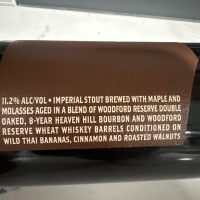 11.2% ALC/VOL • IMPERIAL STOUT BREWED WITH MAPLE AND
MOLASSES AGED IN A BLEND OF WOODFORD RESERVE DOUBLE
OAKED, 8-YEAR HEAVEN HILL BOURBON AND WOODFORD
RESERVE WHEAT WHISKEY BARRELS CONDITIONED ON
WILD THAI BANANAS, CINNAMON AND ROASTED WALNUTS